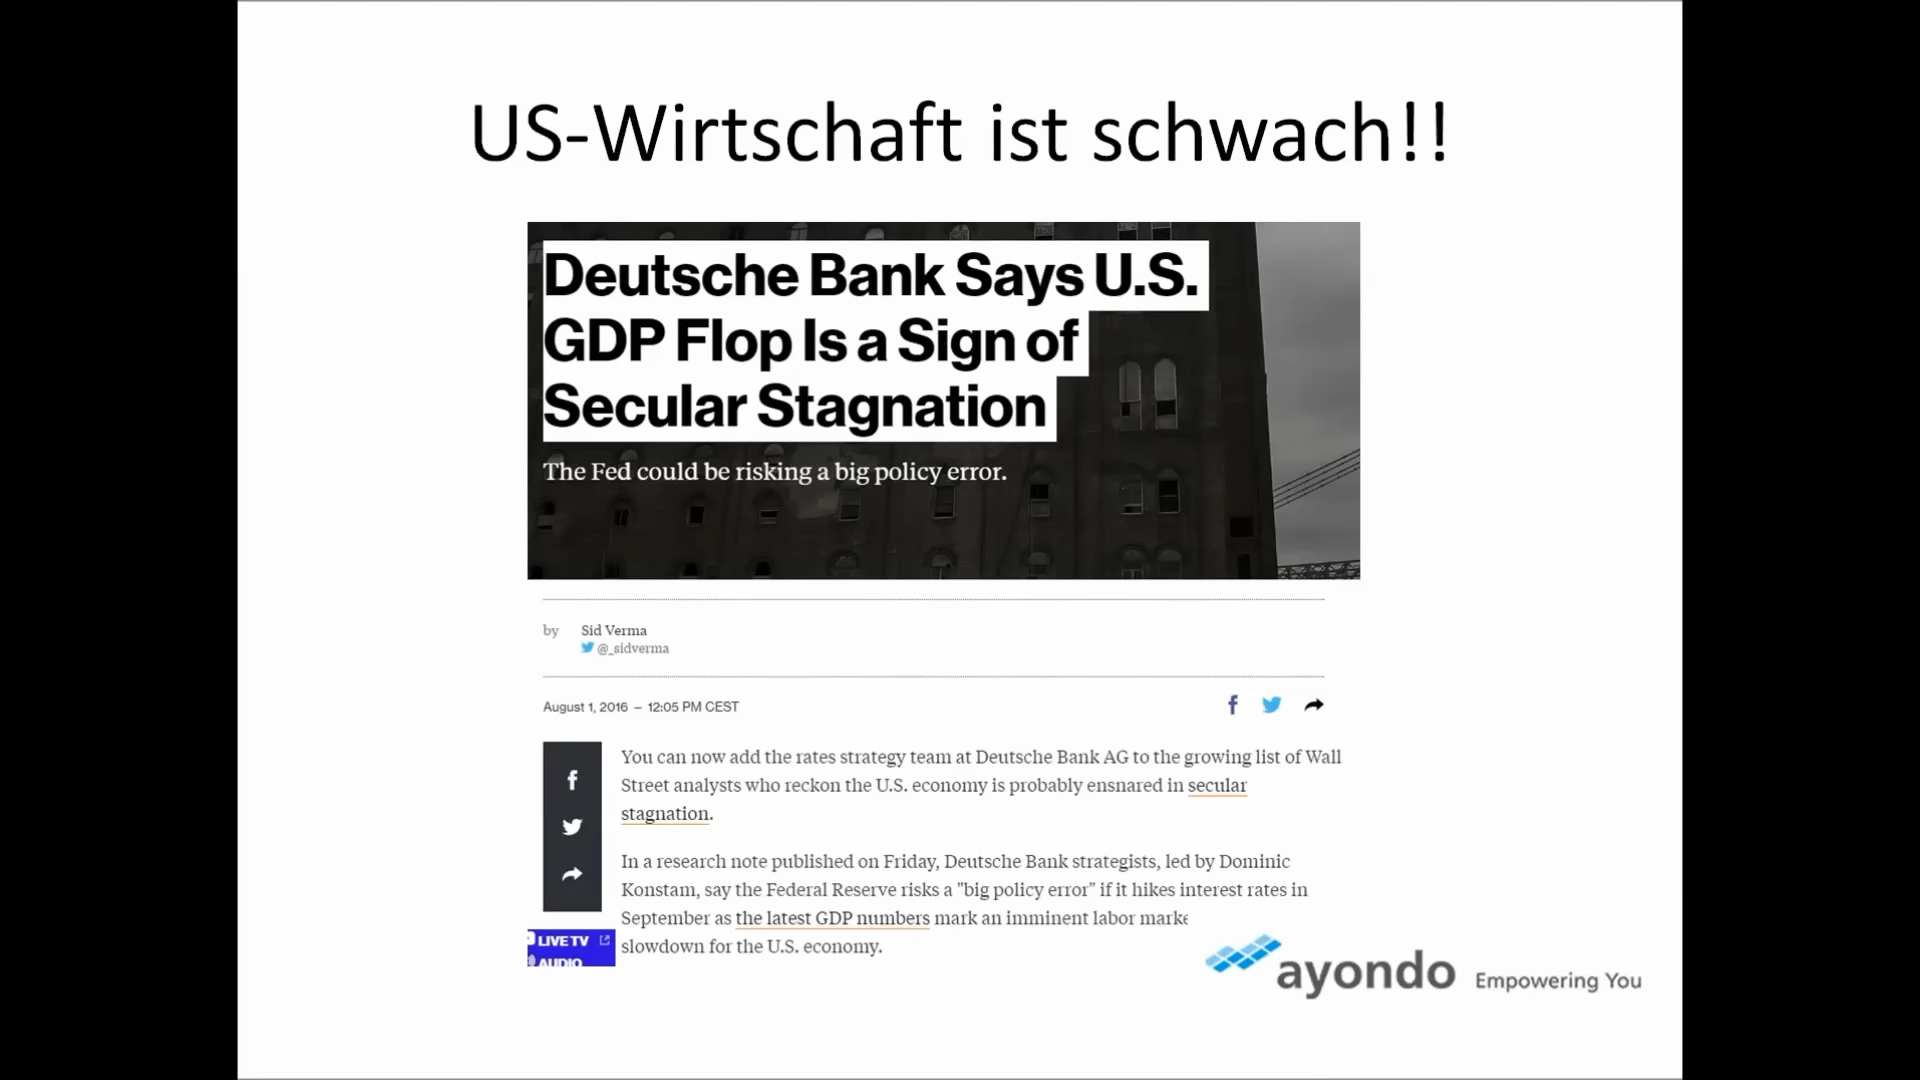 US-Wirtschaft ist schwach!!
Deutsche Bank Says U.S.
GDP Flop Is a Sign of
Secular Stagnation
The Fed could be risking a big policy error.
by Sid Verma
@_sidverma
August 1, 2016 – 12:05 PM CEST
You can now add the rates strategy team at Deutsche Bank AG to the growing list of Wall
Street analysts who reckon the U.S. economy is probably ensnared in secular
stagnation.
In a research note published on Friday, Deutsche Bank strategists, led by Dominic
Konstam, say the Federal Reserve risks a "big policy error" if it hikes interest rates in
September as the latest GDP numbers mark an imminent labor marke
slowdown for the U.S. economy.
LIVE TV
AUDIO
ayondo Empowering You